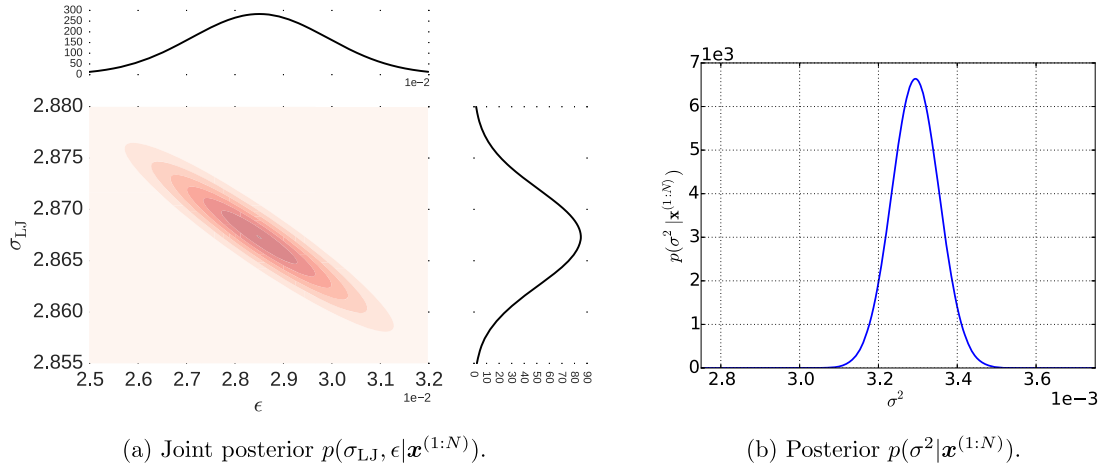 300
250
200
150
100
50
0
1e−2
2.880
2.875
2.870
2.865
2.860
2.855
σLJ
2.5 2.6 2.7 2.8 2.9 3.0 3.1 3.2
1e−2
ϵ
0 10 20 30 40 50 60 70 80 90
(a) Joint posterior p(σLJ, ϵ|x(1:N)).
1e3
7
6
5
4
3
2
1
0
p(σ² |x(1:N))
2.8 3.0 3.2 3.4 3.6
σ²
1e−3
(b) Posterior p(σ²|x(1:N)).